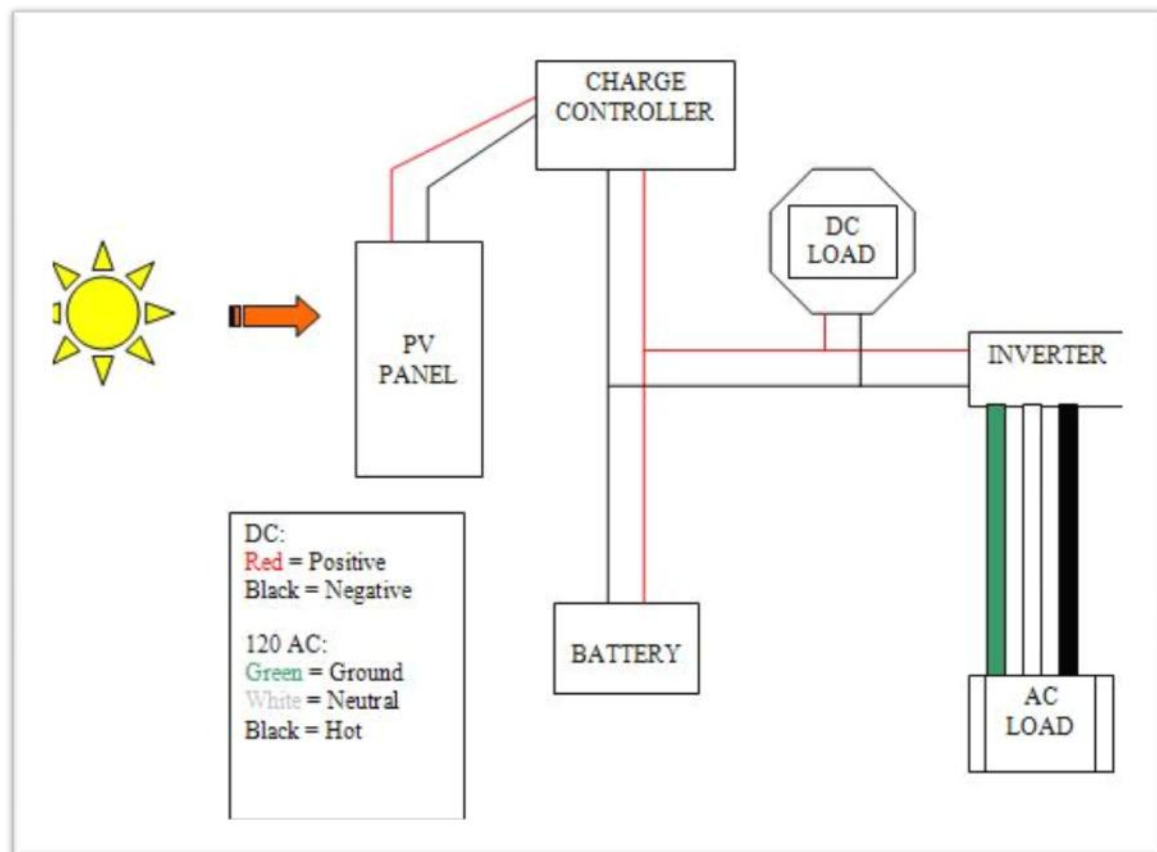 CHARGE
CONTROLLER
DC
LOAD
PV
PANEL
INVERTER
DC:
Red = Positive
Black = Negative
120 AC:
Green = Ground
White = Neutral
Black = Hot
BATTERY
AC
LOAD